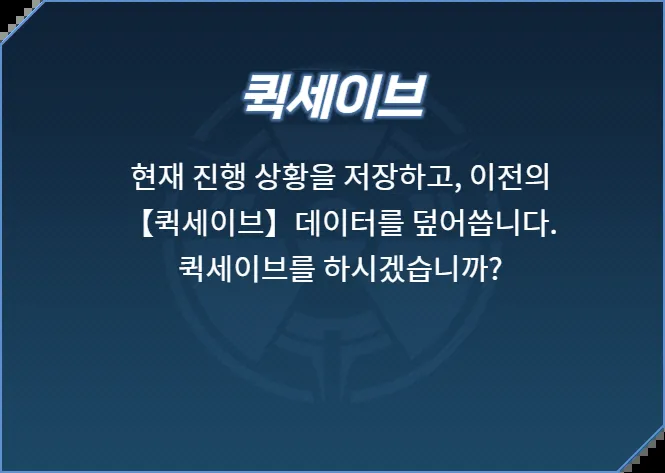 퀵세이브
현재 진행 상황을 저장하고, 이전의
【퀵세이브】데이터를 덮어씁니다.
퀵세이브를 하시겠습니까?